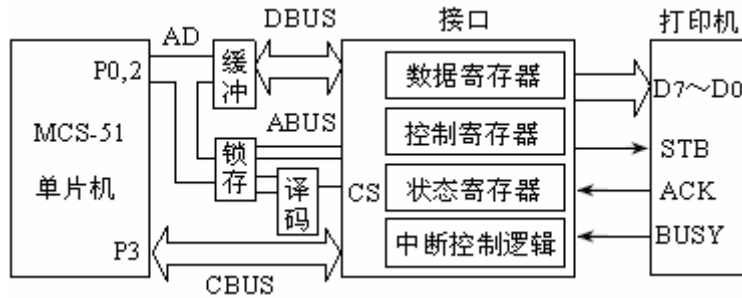 DBUS
接口
打印机
AD
P0,2
缓冲
数据寄存器
D7～D0
ABUS
MCS-51
单片机
锁存
控制寄存器
STB
译码
CS
状态寄存器
ACK
P3
中断控制逻辑
BUSY
CBUS